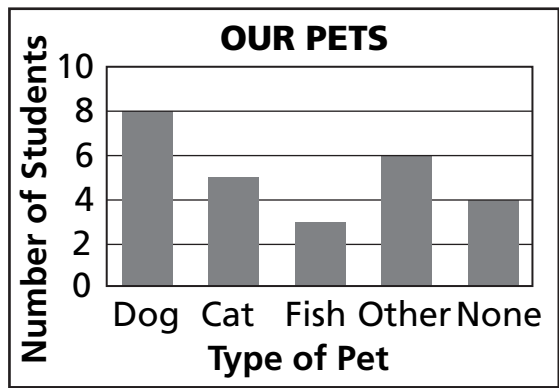 OUR PETS
Number of Students
10
8
6
4
2
0
Dog Cat Fish Other None
Type of Pet